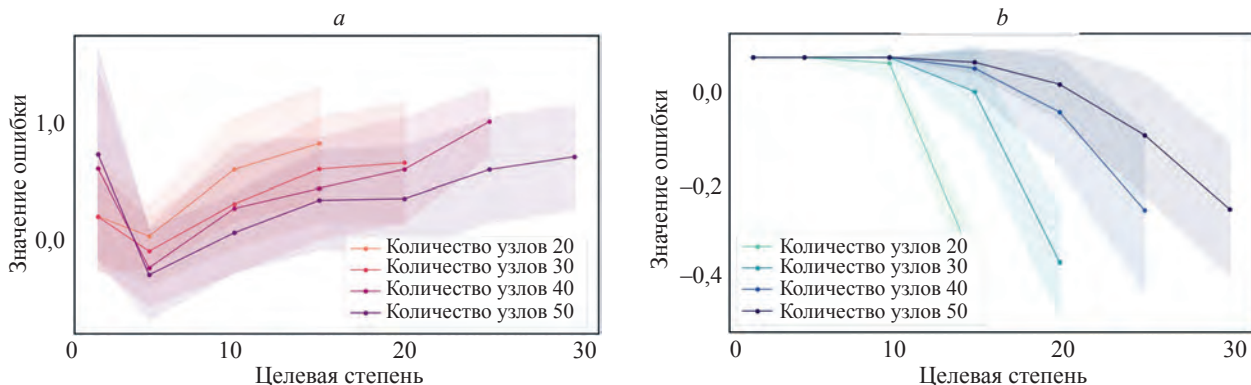 a
Значение ошибки
1,0
0,0
Количество узлов 20
Количество узлов 30
Количество узлов 40
Количество узлов 50
0 10 20 30
Целевая степень
b
Значение ошибки
0,0
–0,2
–0,4
Количество узлов 20
Количество узлов 30
Количество узлов 40
Количество узлов 50
0 10 20 30
Целевая степень